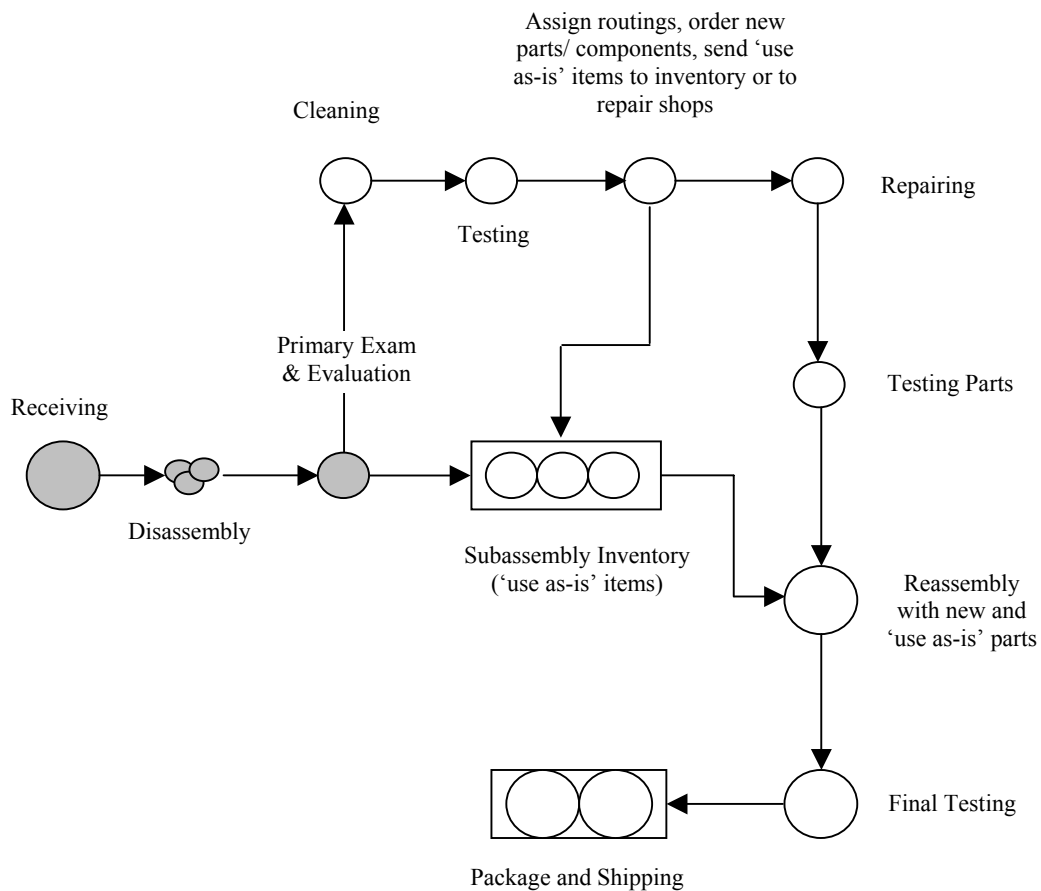 Assign routings, order new
parts/ components, send ‘use
as-is’ items to inventory or to
repair shops
Cleaning
Repairing
Testing
Primary Exam
& Evaluation
Testing Parts
Receiving
Disassembly
Subassembly Inventory
(‘use as-is’ items)
Reassembly
with new and
‘use as-is’ parts
Final Testing
Package and Shipping